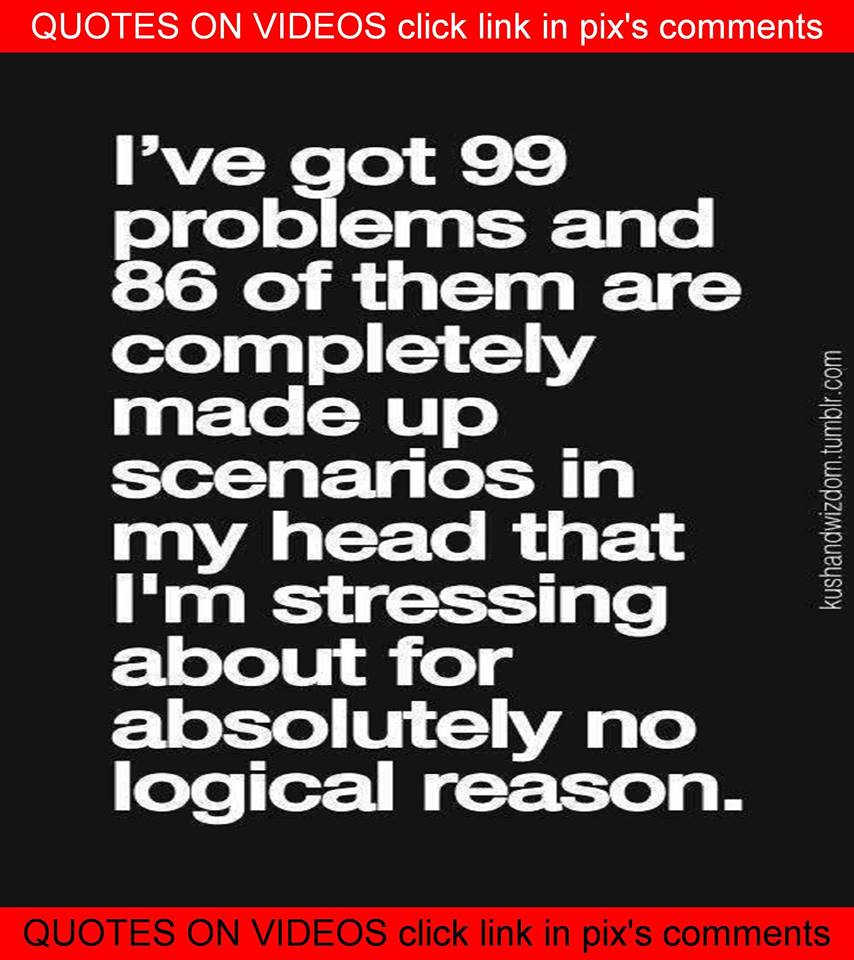 QUOTES ON VIDEOS click link in pix's comments
I’ve got 99
problems and
86 of them are
completely
made up
scenarios in
my head that
I'm stressing
about for
absolutely no
logical reason.
kushandwizdom.tumblr.com
QUOTES ON VIDEOS click link in pix's comments